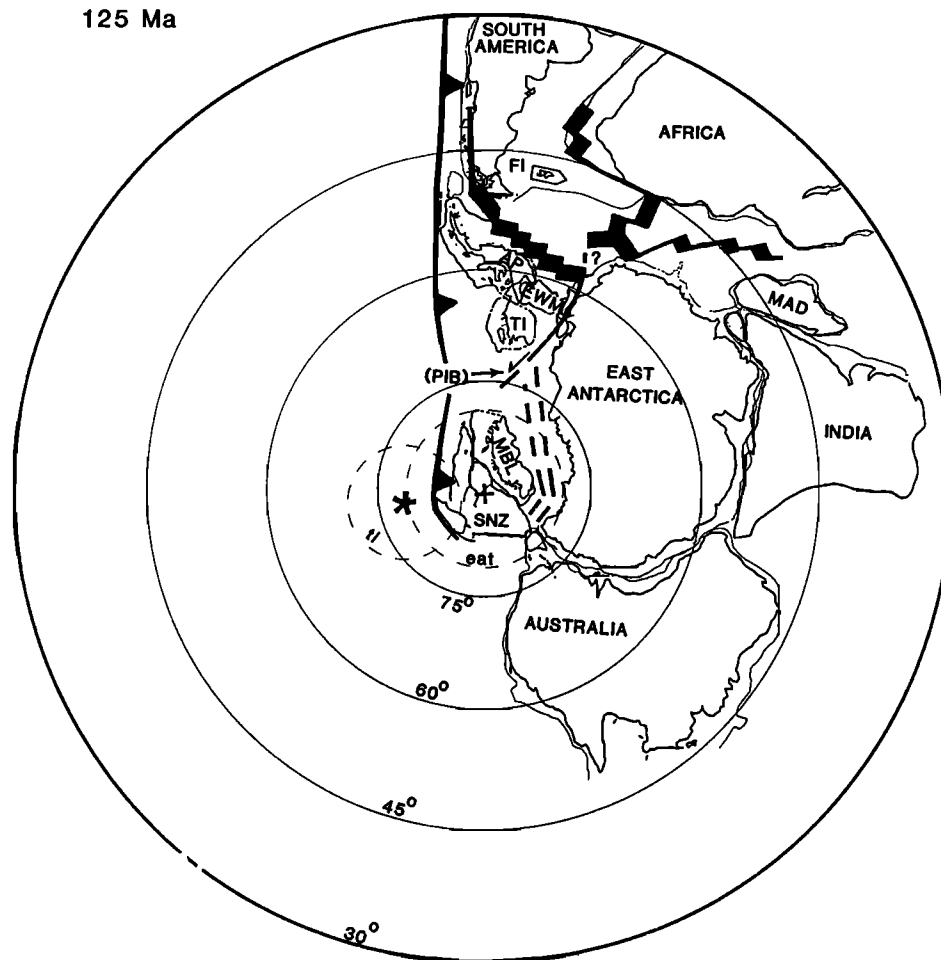 125 Ma
SOUTH
AMERICA
AFRICA
FI
1?
AP
EWM
MAD
TI
(PIB)
EAST
ANTARCTICA
INDIA
MBL
SNZ
tl
eat
75°
AUSTRALIA
60°
45°
30°